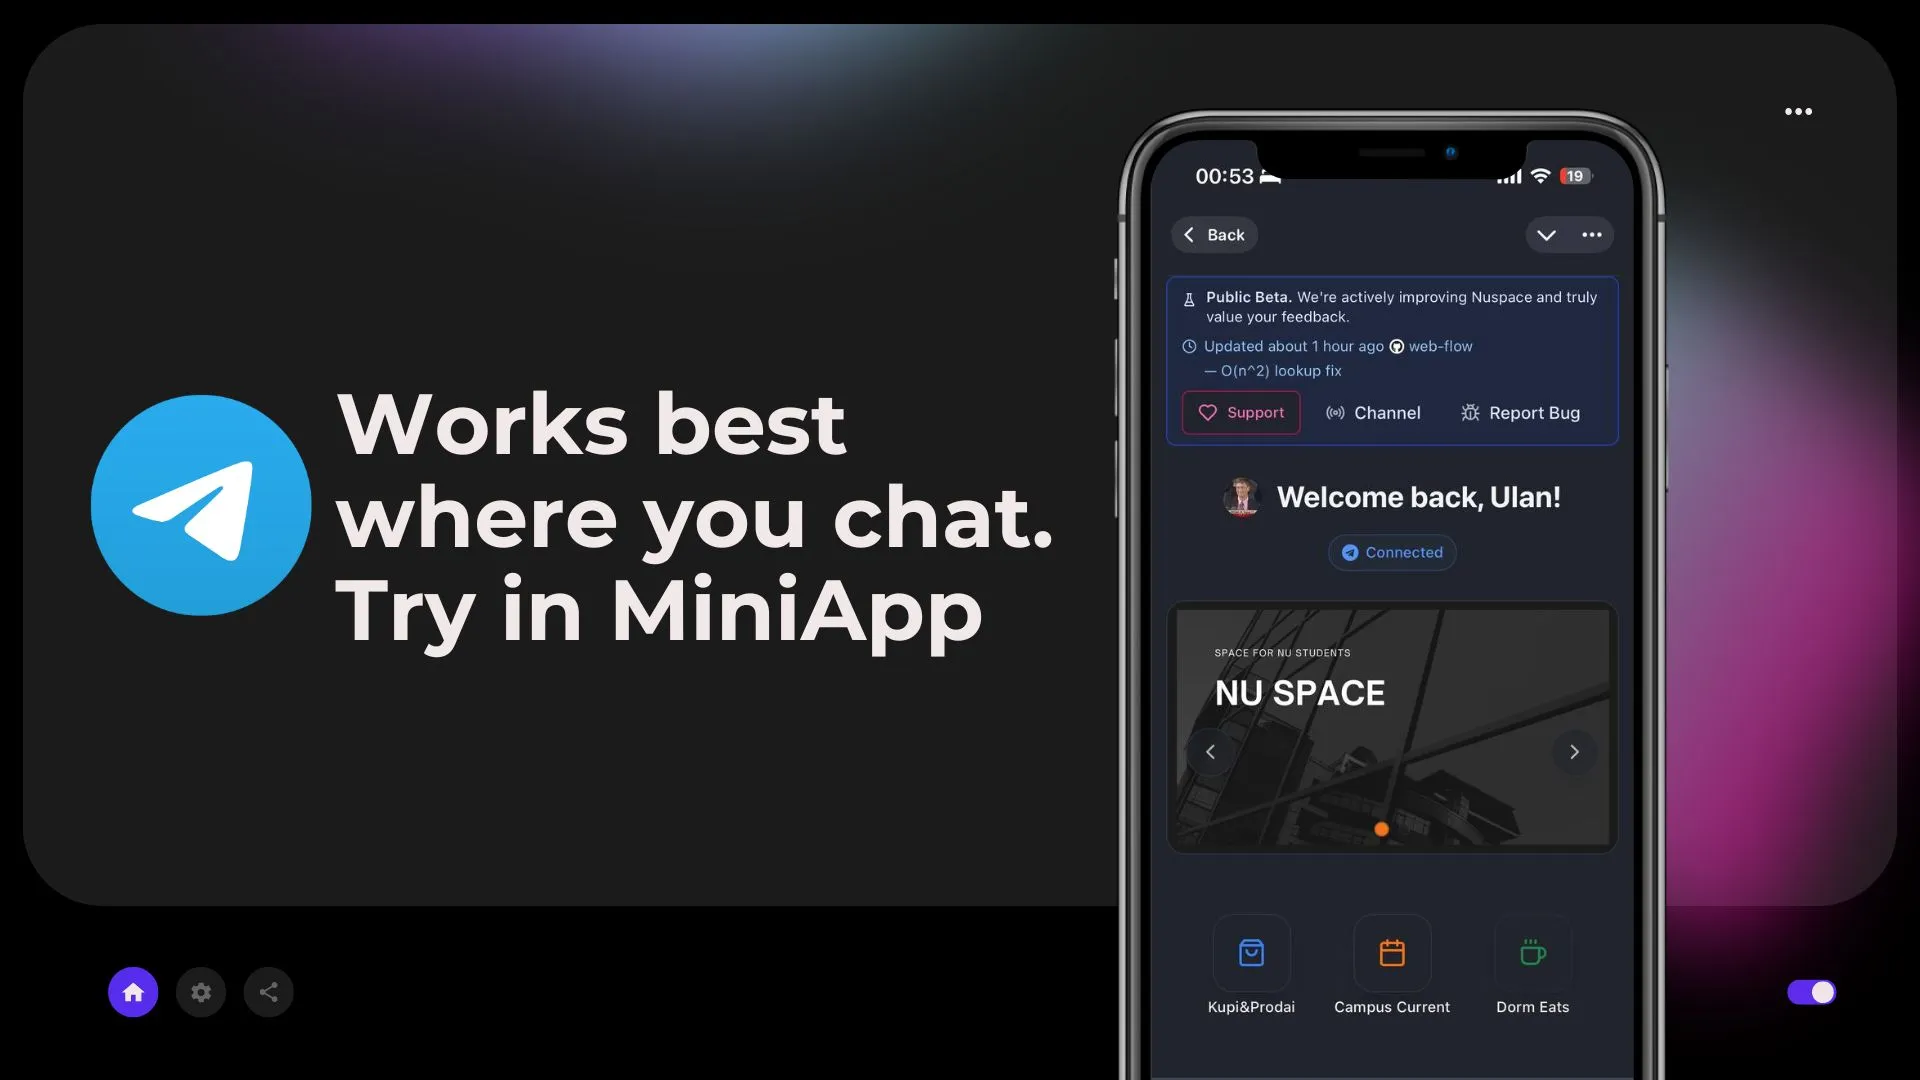 Works best
where you chat.
Try in MiniApp
00:53
19
Back
Public Beta. We're actively improving Nuspace and truly
value your feedback.
Updated about 1 hour ago web-flow
— O(n^2) lookup fix
Support
Channel
Report Bug
Welcome back, Ulan!
Connected
SPACE FOR NU STUDENTS
NU SPACE
Kupi&Prodai
Campus Current
Dorm Eats